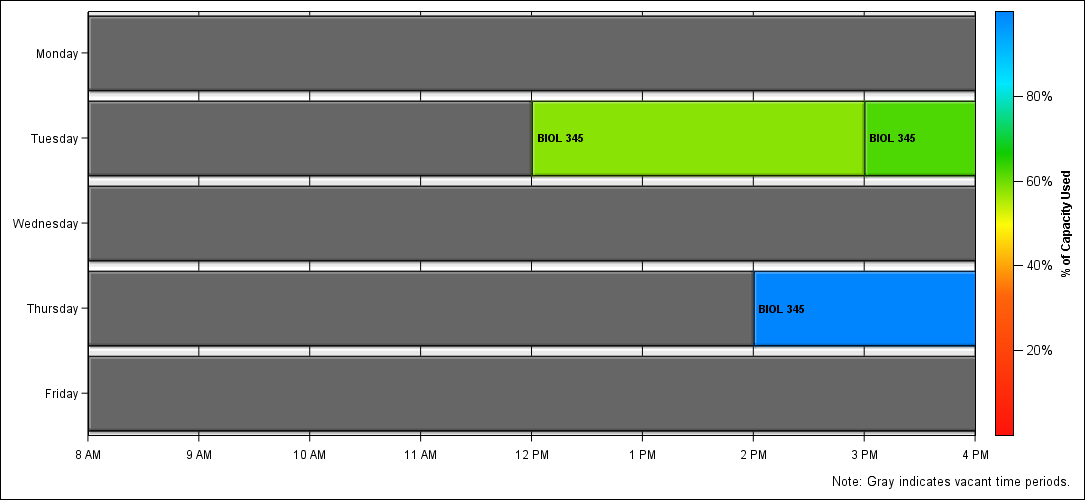 Monday
Tuesday
BIOL 345
BIOL 345
Wednesday
Thursday
BIOL 345
Friday
8 AM
9 AM
10 AM
11 AM
12 PM
1 PM
2 PM
3 PM
4 PM
80%
60%
40%
20%
% of Capacity Used
Note: Gray indicates vacant time periods.